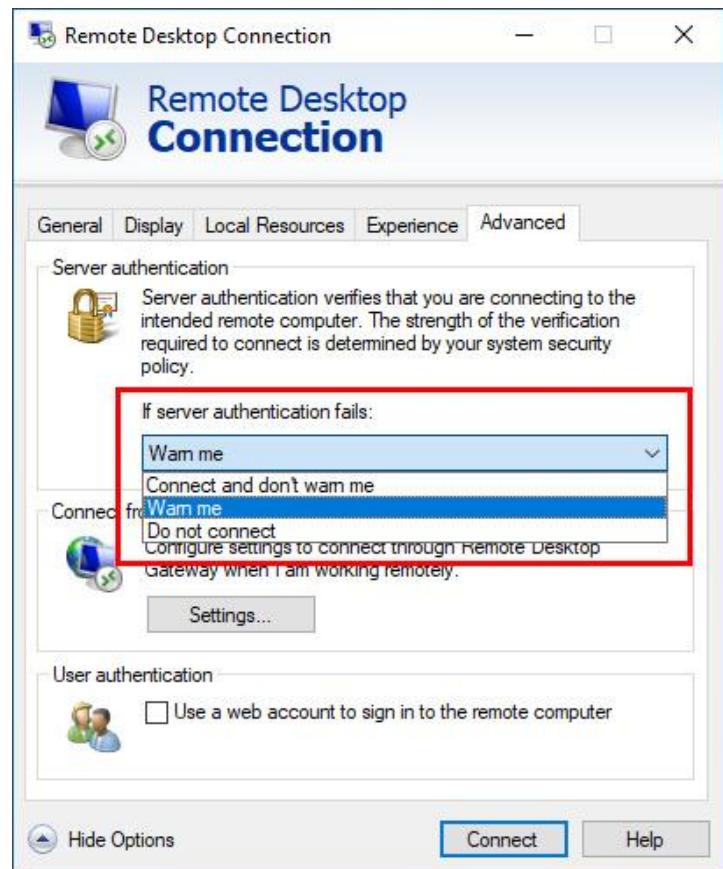 Remote Desktop Connection
Remote Desktop
Connection
General Display Local Resources Experience Advanced
Server authentication
Server authentication verifies that you are connecting to the
intended remote computer. The strength of the verification
required to connect is determined by your system security
policy.
If server authentication fails:
Warn me
Connect and don't warn me
Warn me
Do not connect
Connec fr
Configure settings to connect through Remote Desktop
Gateway when I am working remotely.
Settings...
User authentication
Use a web account to sign in to the remote computer
Hide Options
Connect Help